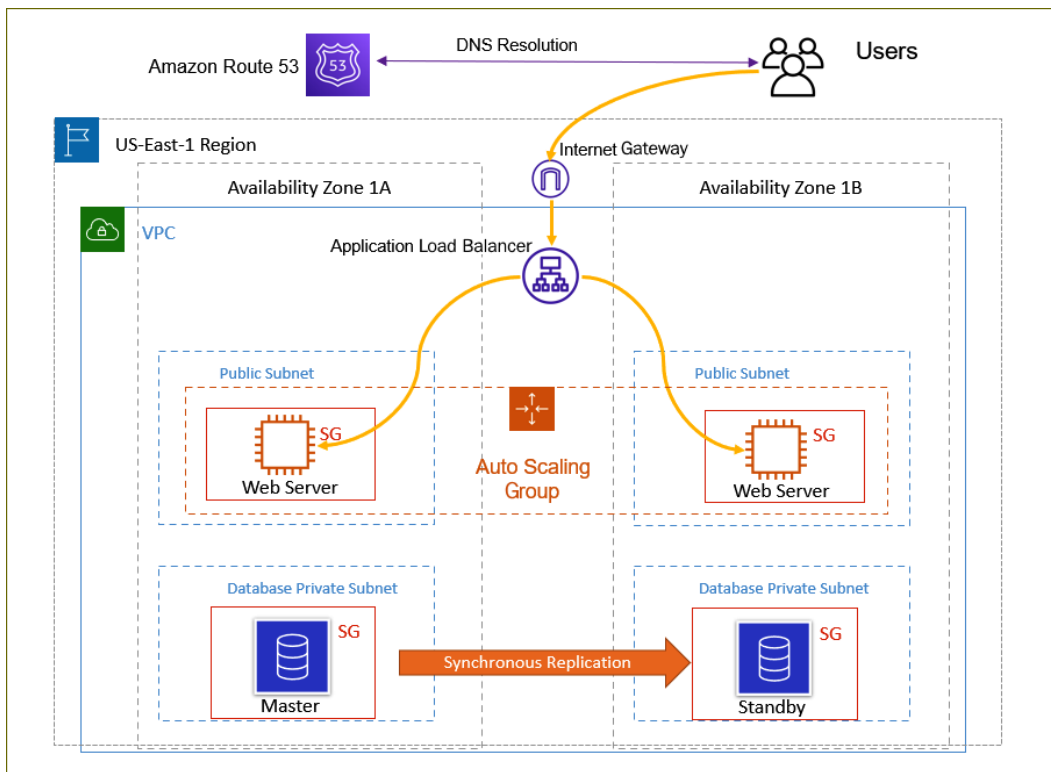 DNS Resolution
Users
Amazon Route 53
53
US-East-1 Region
Internet Gateway
Availability Zone 1A
Availability Zone 1B
VPC
Application Load Balancer
Public Subnet
Public Subnet
SG
SG
Web Server
Auto Scaling
Group
Web Server
Database Private Subnet
Database Private Subnet
SG
SG
Synchronous Replication
Master
Standby